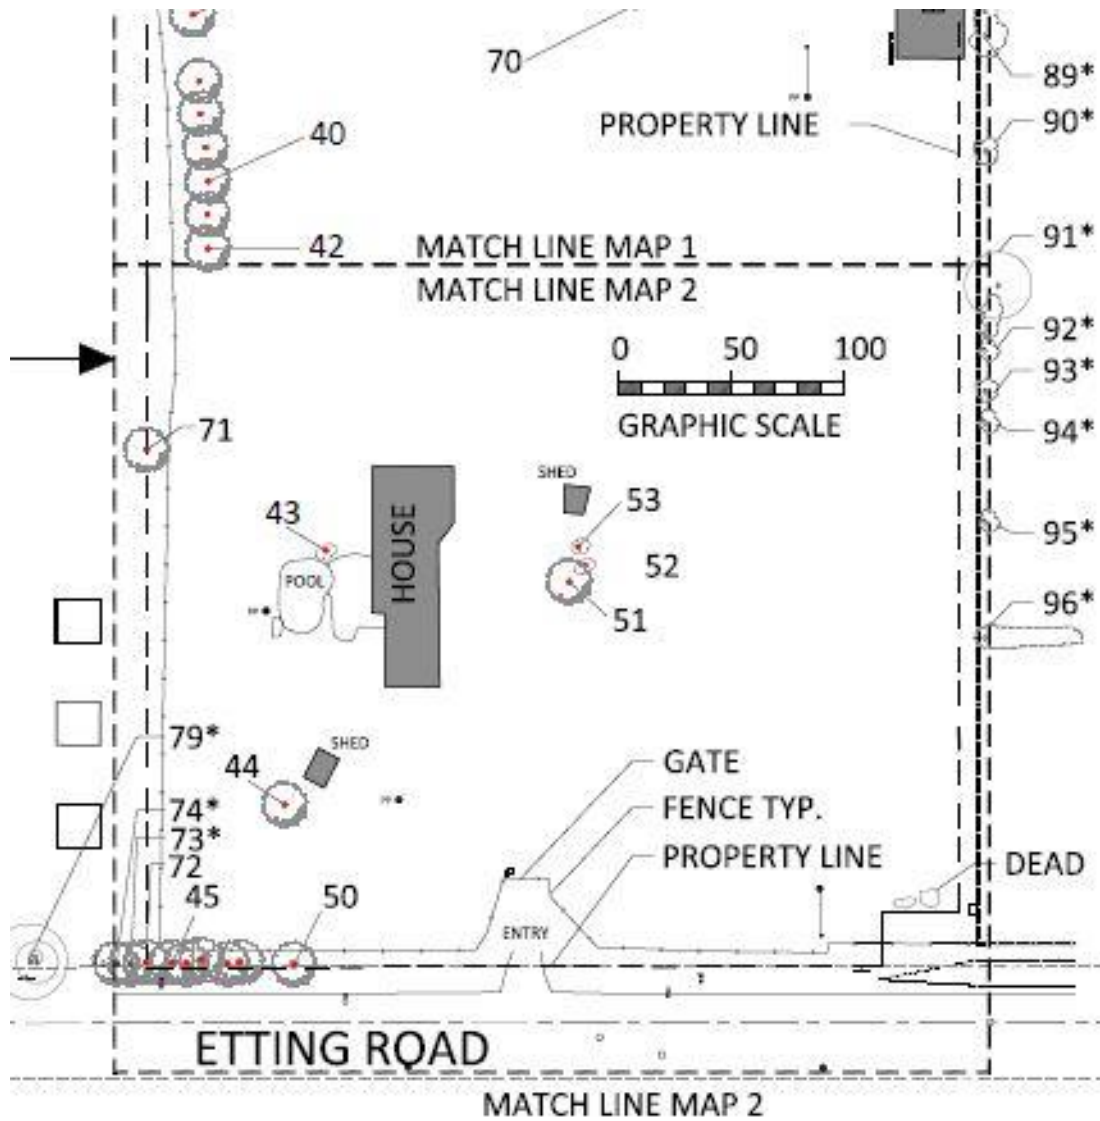 70
89*
40
PROPERTY LINE
90*
42
MATCH LINE MAP 1
91*
MATCH LINE MAP 2
92*
0 50 100
93*
GRAPHIC SCALE
94*
71
SHED
53
43
95*
HOUSE
POOL
52
51
96*
79*
SHED
44
GATE
74*
FENCE TYP.
73*
72
PROPERTY LINE
DEAD
45
50
ENTRY
ETTING ROAD
MATCH LINE MAP 2